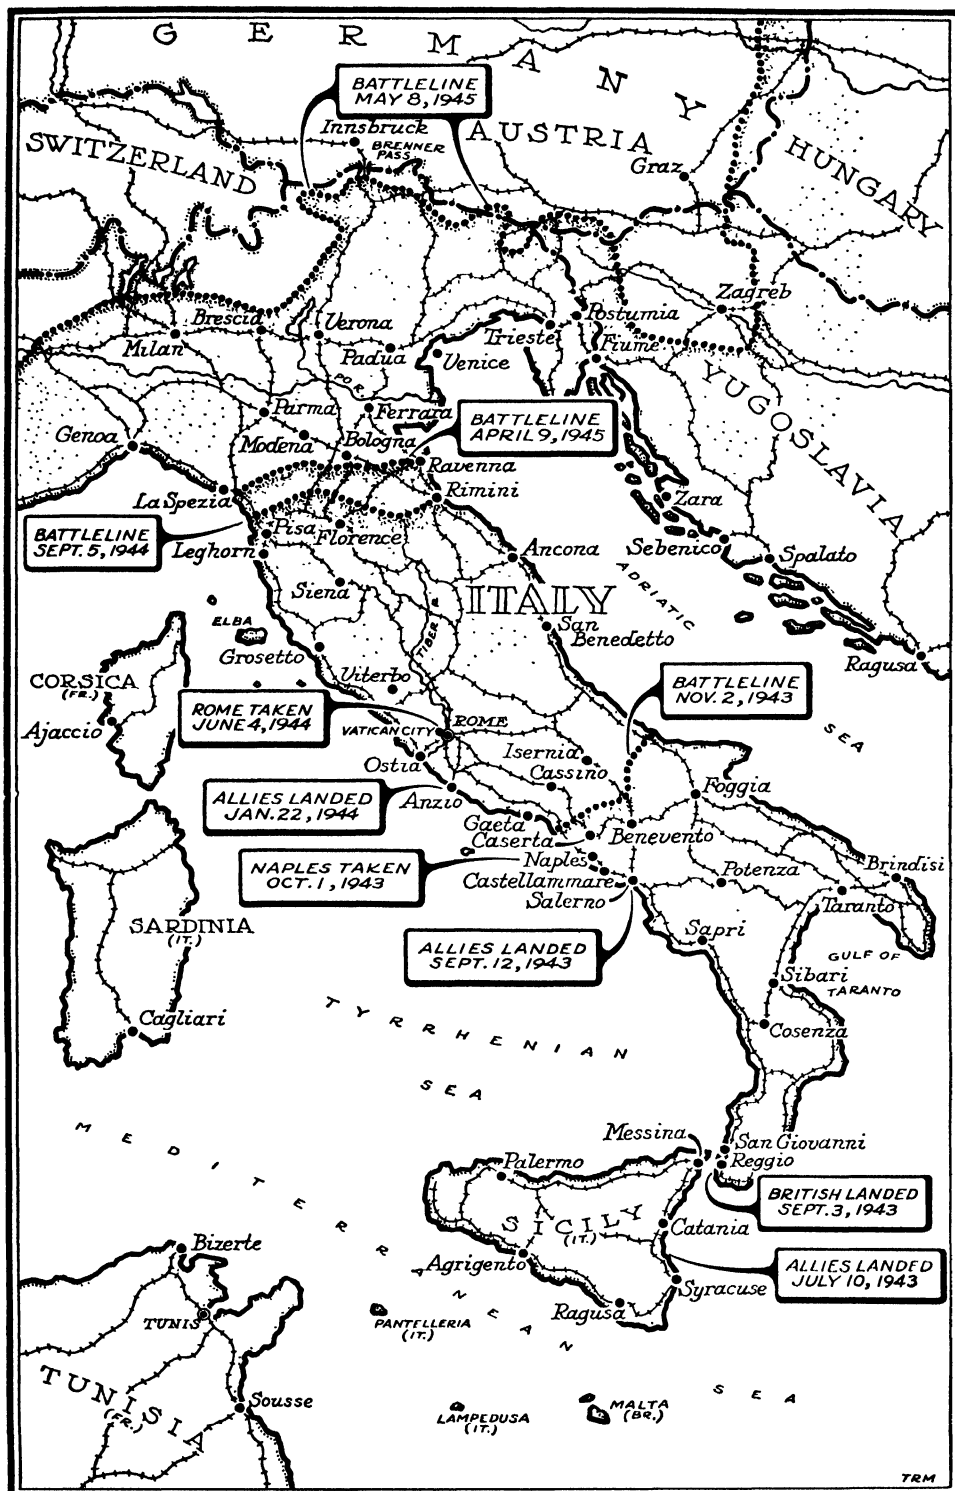 GERMANY
BATTLELINE
MAY 8, 1945
Innsbruck
BRENNER
PASS
AUSTRIA
SWITZERLAND
HUNGARY
Graz
Zagreb
Brescia
Verona
Postumia
Milan
Trieste
Fiume
Padua
Venice
YUGOSLAVIA
PO R.
Parma
Ferrara
BATTLELINE
APRIL 9, 1945
Genoa
Modena
Bologna
Ravenna
La Spezia
Rimini
Zara
BATTLELINE
SEPT. 5, 1944
Pisa
Florence
Leghorn
Ancona
Sebenico
Spalato
Siena
ITALY
ADRIATIC
SEA
TIBER R.
ELBA
San
Benedetto
Grosetto
Ragusa
CORSICA
(FR.)
Viterbo
BATTLELINE
NOV. 2, 1943
Ajaccio
ROME TAKEN
JUNE 4, 1944
VATICAN CITY
ROME
Ostia
Isernia
Cassino
ALLIES LANDED
JAN. 22, 1944
Anzio
Foggia
Gaeta
Caserta
Benevento
NAPLES TAKEN
OCT. 1, 1943
Naples
Castellammare
Salerno
Potenza
Brindisi
Taranto
SARDINIA
(IT.)
ALLIES LANDED
SEPT. 12, 1943
Sapri
GULF OF
TARANTO
Sibari
Cagliari
Cosenza
TYRRHENIAN
SEA
MEDITERRANEAN
SEA
Messina
San Giovanni
Reggio
Palermo
BRITISH LANDED
SEPT. 3, 1943
SICILY
(IT.)
Catania
Bizerte
Agrigento
ALLIES LANDED
JULY 10, 1943
Syracuse
Ragusa
TUNIS
PANTELLERIA
(IT.)
TUNISIA
(FR.)
Sousse
LAMPEDUSA
(IT.)
MALTA
(BR.)
TRM